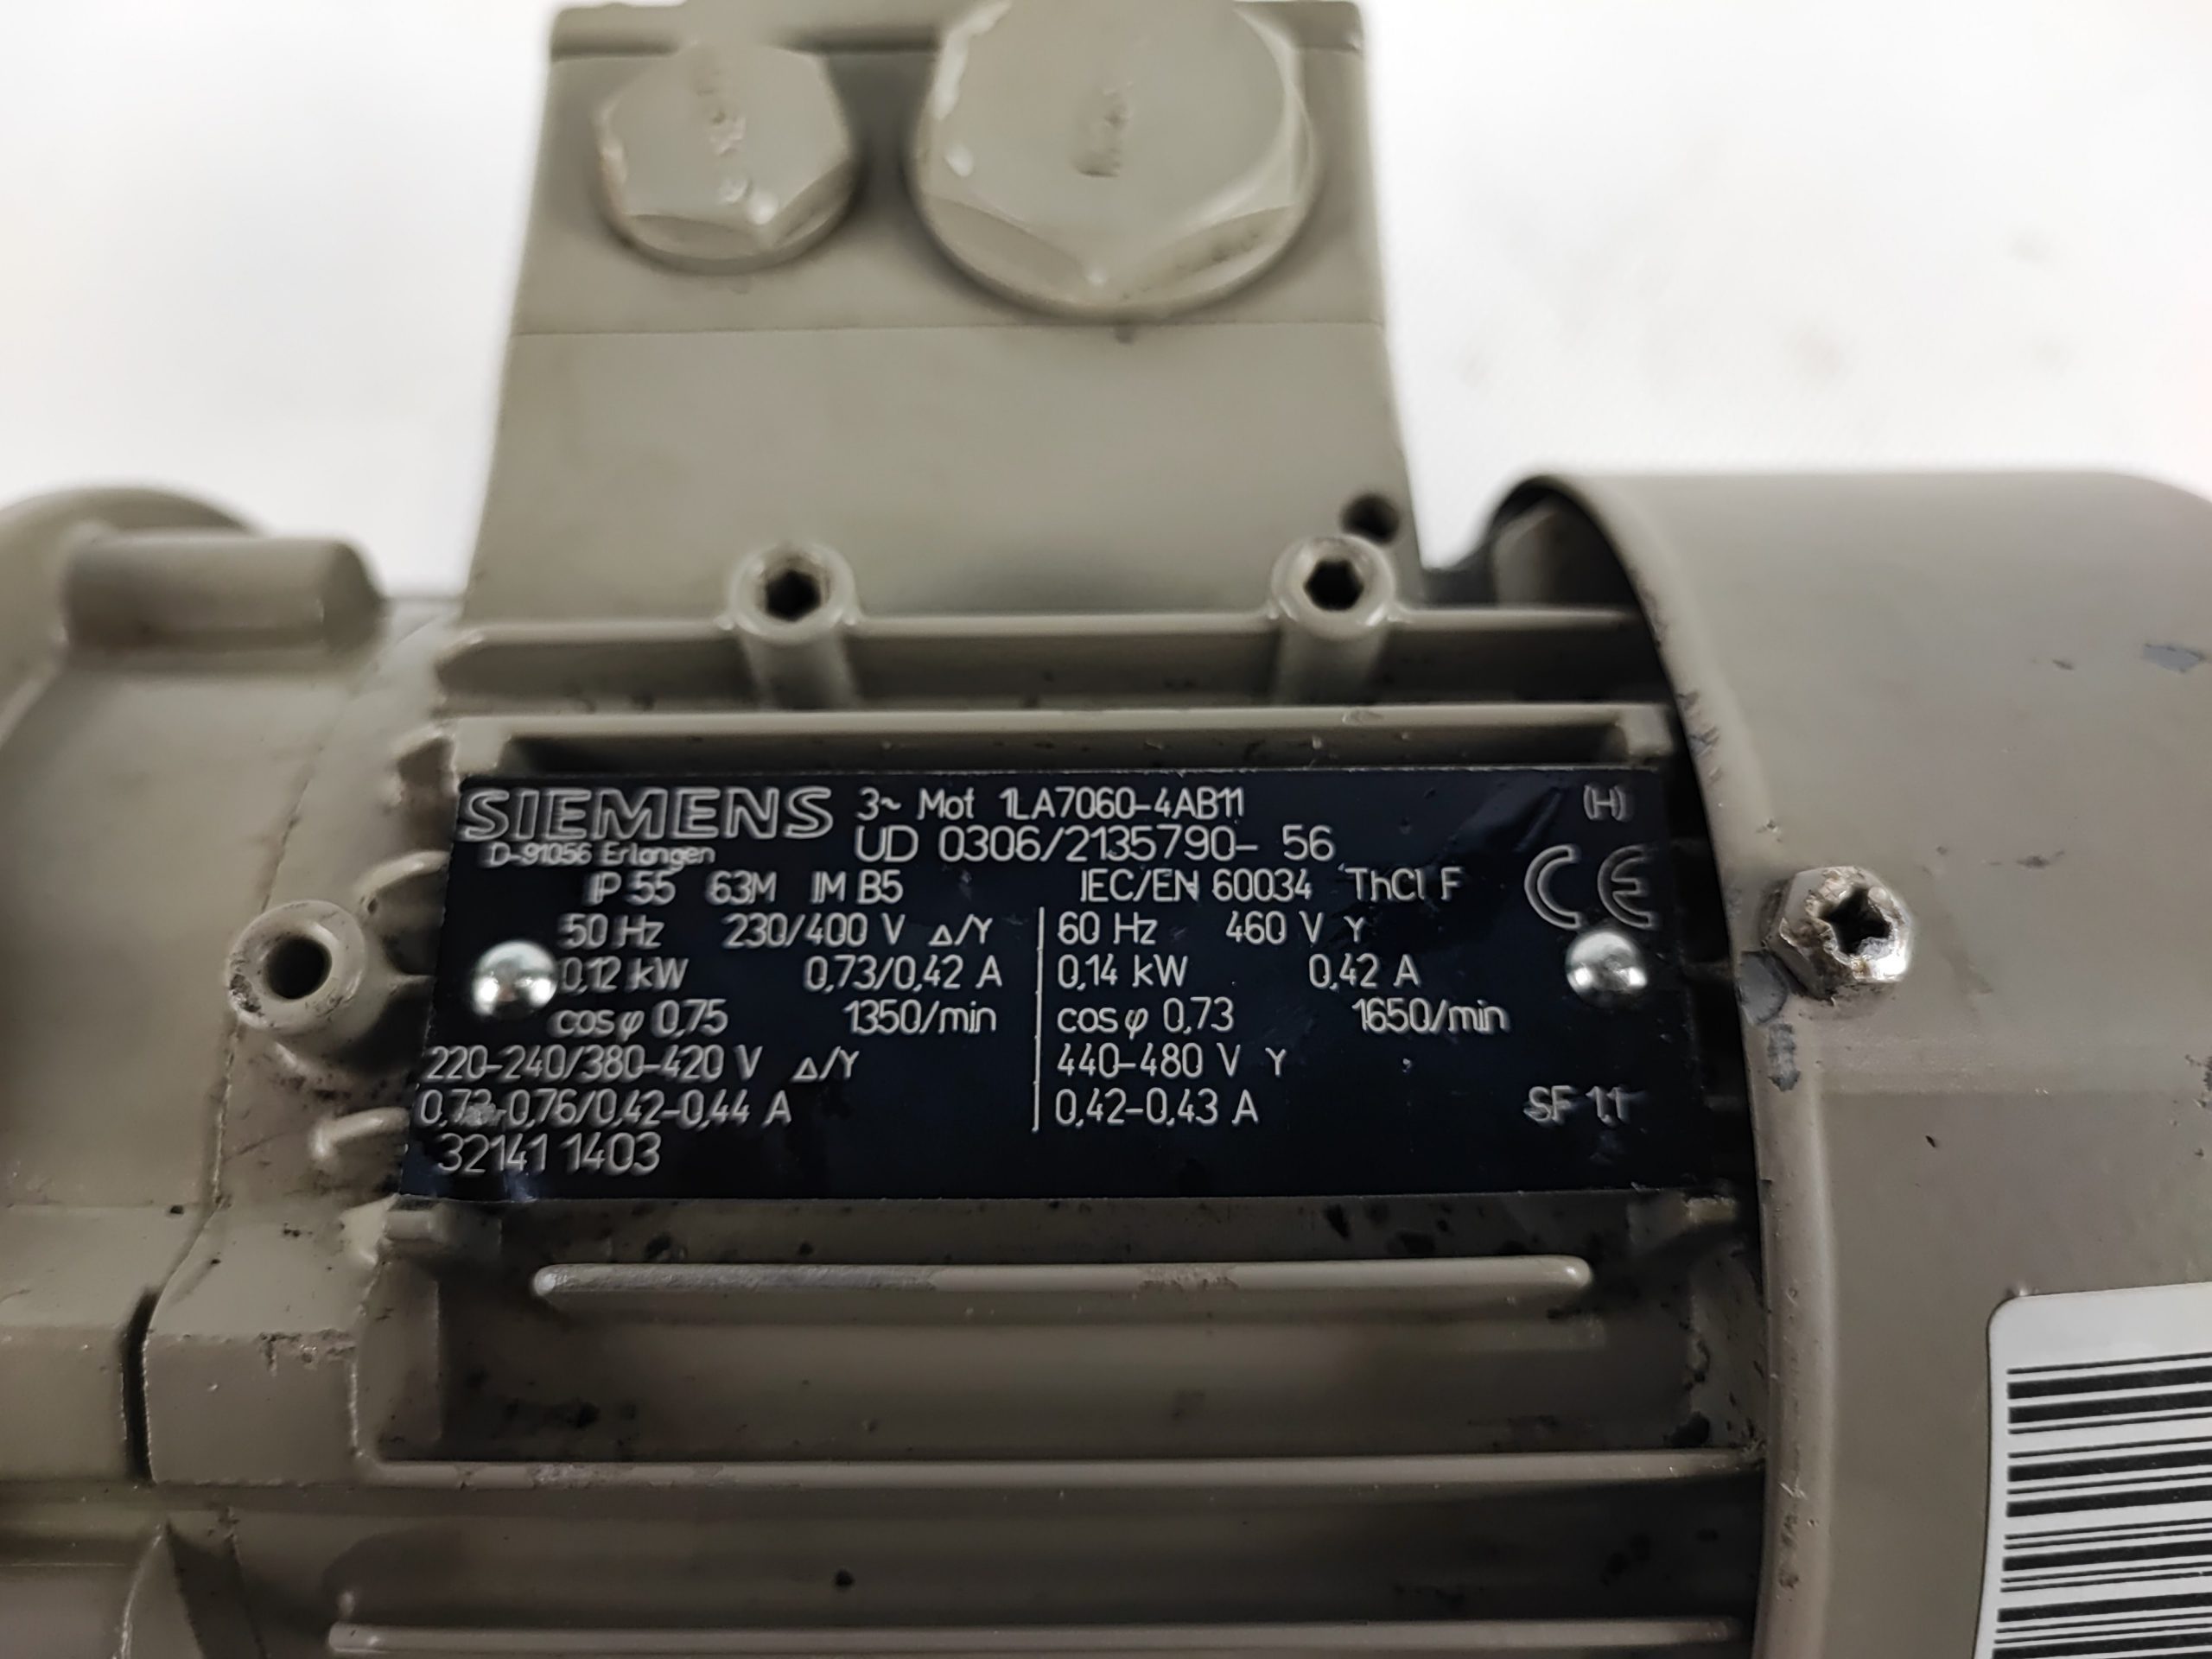 SIEMENS 3~ Mot 1LA7060-4AB11 (H)
D-91056 Erlangen UD 0306/2135790- 56
IP 55 63M IM B5 IEC/EN 60034 ThCl F CE
50 Hz 230/400 V Δ/Y 60 Hz 460 V Y
0,12 kW 0,73/0,42 A 0,14 kW 0,42 A
cos φ 0,75 1350/min cos φ 0,73 1650/min
220-240/380-420 V Δ/Y 440-480 V Y
0,73-0,76/0,42-0,44 A 0,42-0,43 A SF 1.1
32141 1403